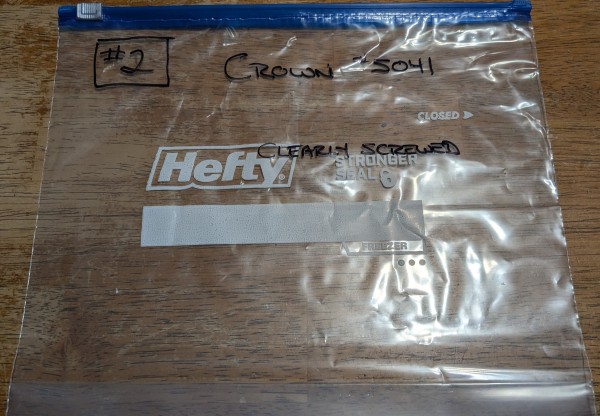 #2
CROWN #5041
CLOSED
CLEARLY SCREWED
Hefty®
STRONGER
SEAL
FREEZER